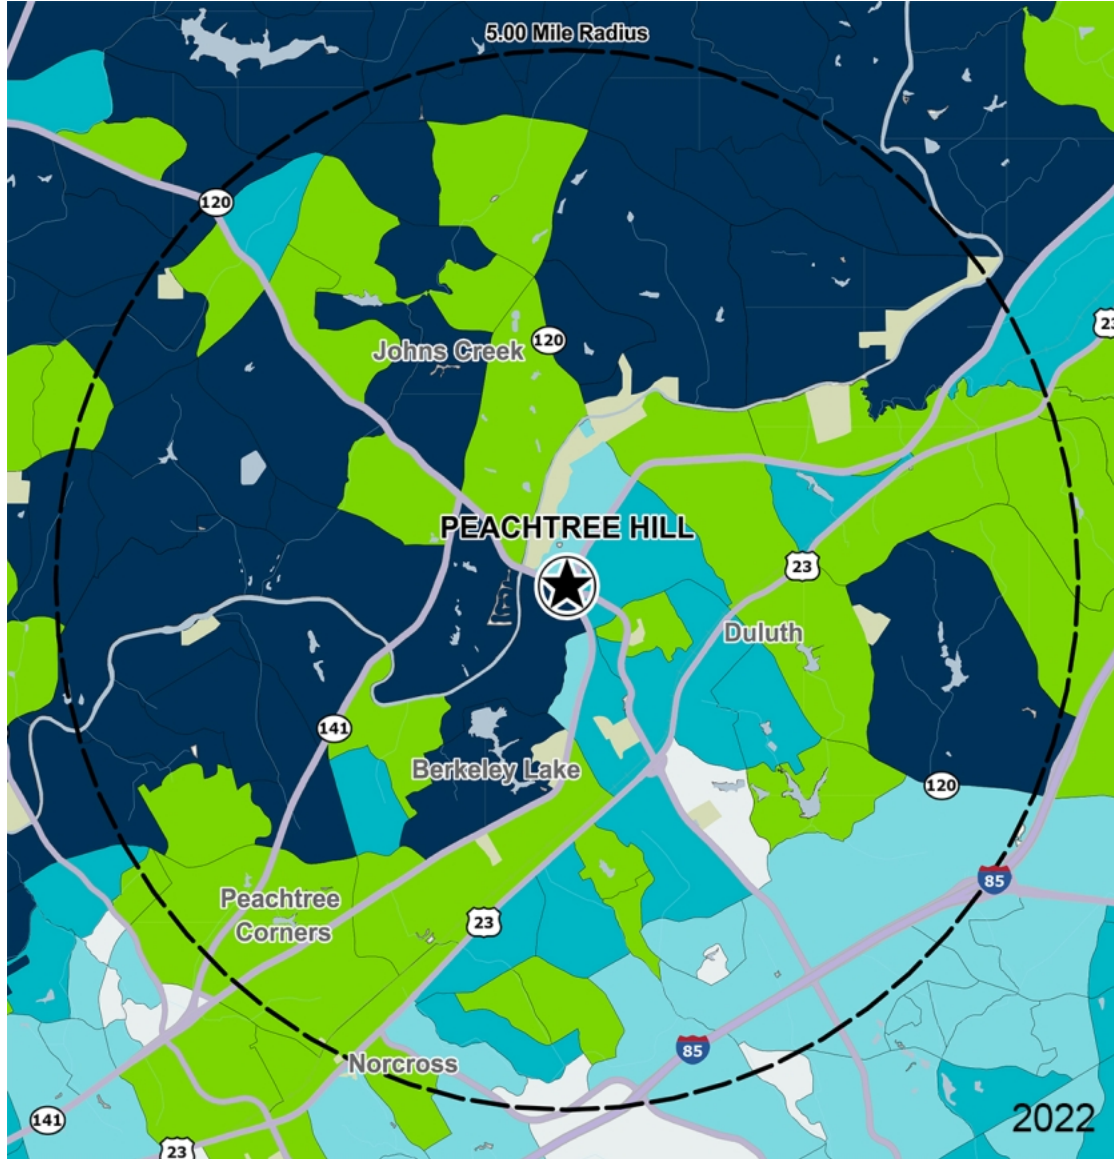 5.00 Mile Radius
120
23
Johns Creek
120
PEACHTREE HILL
23
Duluth
141
Berkeley Lake
120
85
Peachtree
Corners
23
85
Norcross
141
2022
23